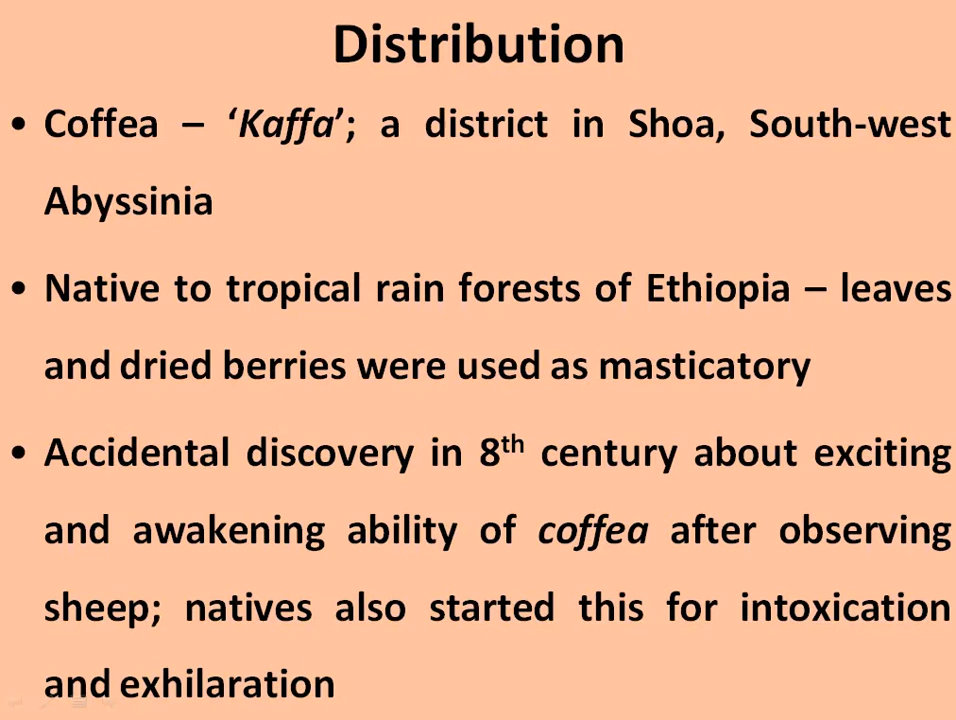 Distribution
• Coffea – ‘Kaffa’; a district in Shoa, South-west
Abyssinia
• Native to tropical rain forests of Ethiopia – leaves
and dried berries were used as masticatory
• Accidental discovery in 8th century about exciting
and awakening ability of coffea after observing
sheep; natives also started this for intoxication
and exhilaration